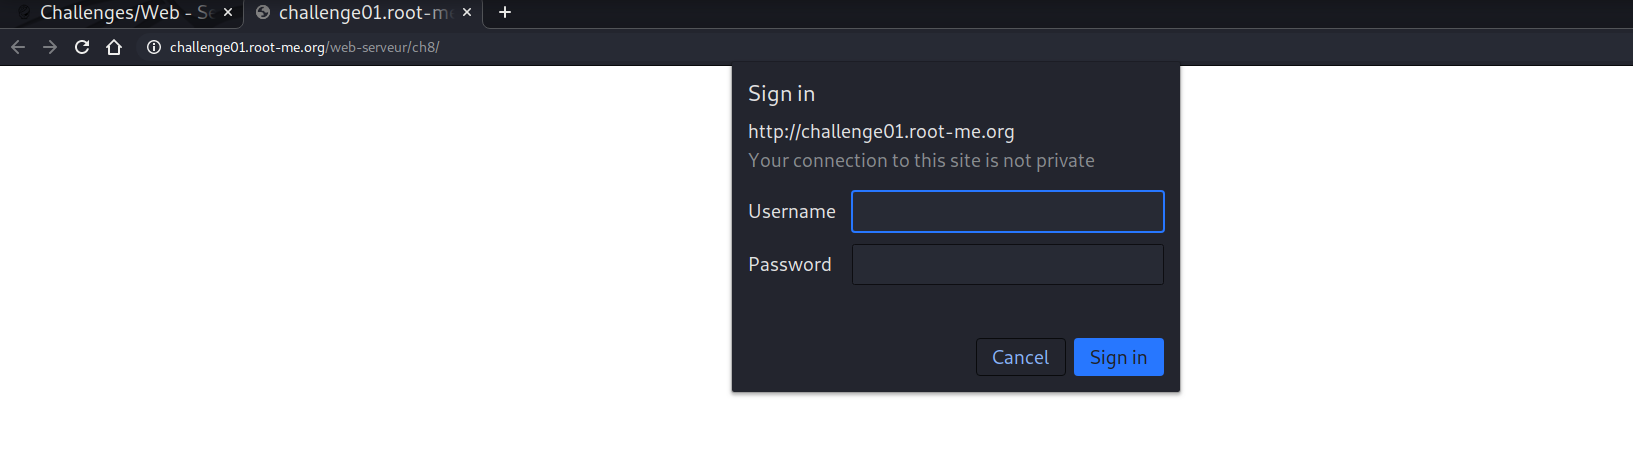 Challenges/Web - Se
challenge01.root-me
challenge01.root-me.org/web-serveur/ch8/
Sign in
http://challenge01.root-me.org
Your connection to this site is not private
Username
Password
Cancel Sign in